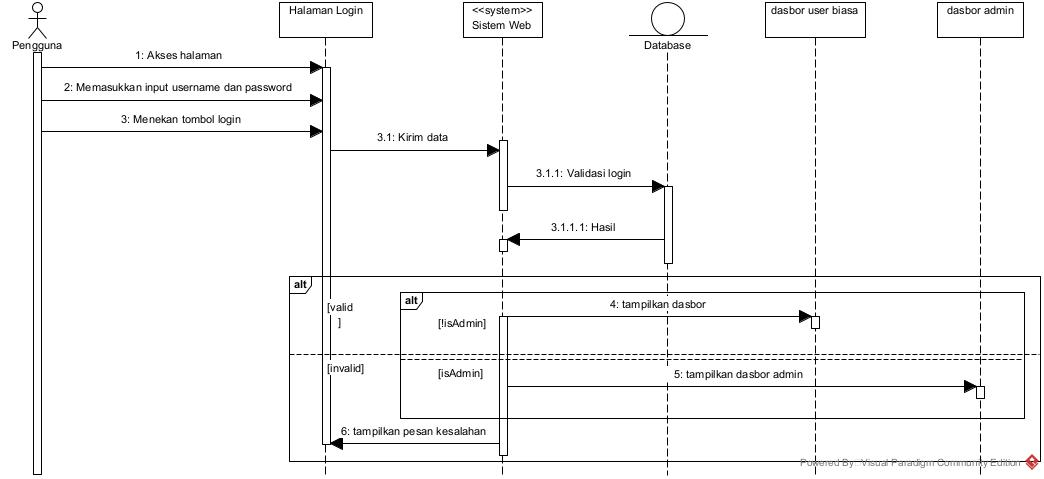 Halaman Login
<<system>>
Sistem Web
dasbor user biasa
dasbor admin
Pengguna
Database
1: Akses halaman
2: Memasukkan input username dan password
3: Menekan tombol login
3.1: Kirim data
3.1.1: Validasi login
3.1.1.1: Hasil
alt
[valid
]
alt
4: tampilkan dasbor
[!isAdmin]
[invalid]
[isAdmin]
5: tampilkan dasbor admin
6: tampilkan pesan kesalahan
Powered By: Visual Paradigm Community Edition